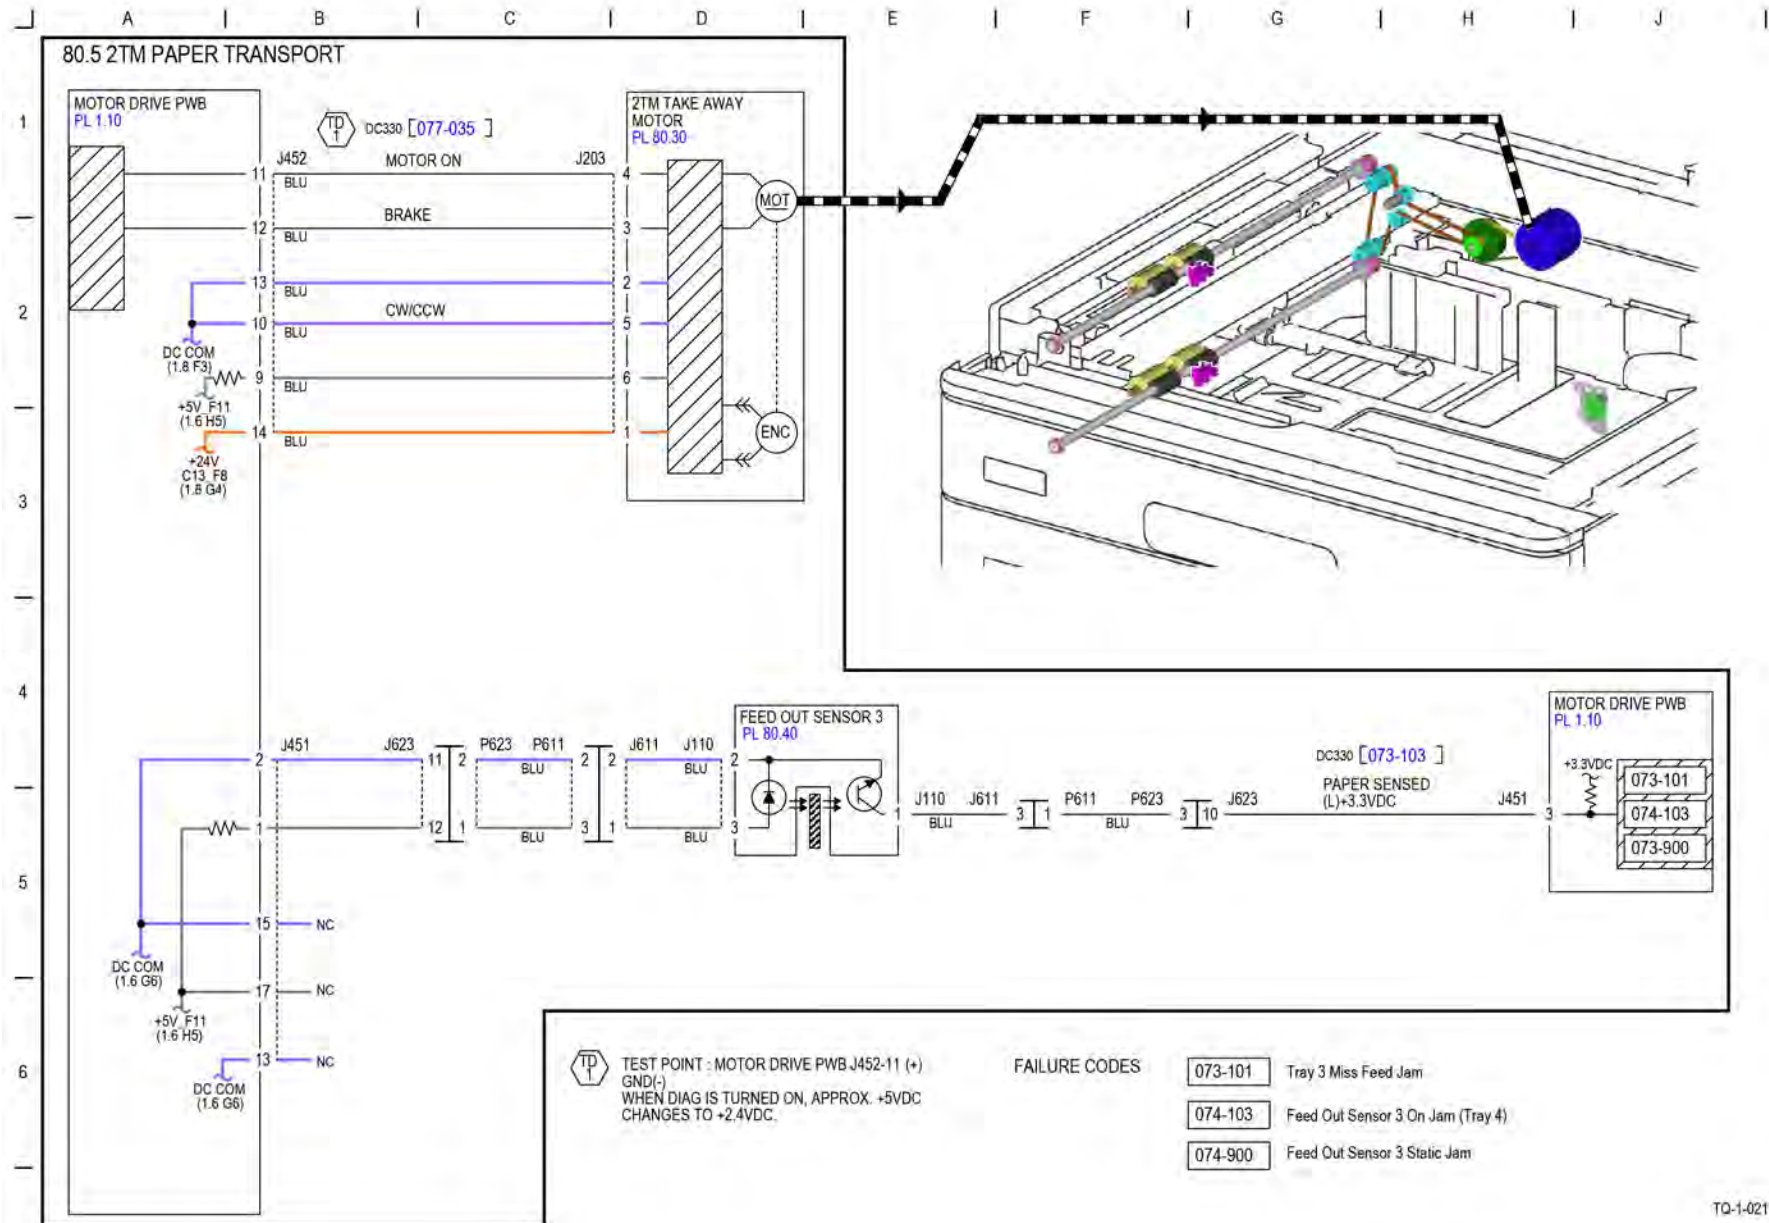 A B C D E F G H J
80.5 2TM PAPER TRANSPORT
1
MOTOR DRIVE PWB
PL 1.10
TP
1
DC330 [077-035 ]
2TM TAKE AWAY
MOTOR
PL 80.30
J452
J203
11 BLU MOTOR ON 4
MOT
12 BLU BRAKE 3
2
13 BLU 2
10 BLU CW/CCW 5
DC COM
(1.8 F3)
9 BLU 6
+5V_F11
(1.6 H5)
14 BLU 1
ENC
+24V
C13_F8
(1.8 G4)
3
4
FEED OUT SENSOR 3
PL 80.40
MOTOR DRIVE PWB
PL 1.10
J451 J623 P623 P611 J611 J110
2 11 2 BLU 2 2 BLU 2
1 12 1 BLU 3 1 BLU 3
DC330 [073-103 ]
PAPER SENSED
(L)+3.3VDC
J110 J611 P611 P623 J623 J451
1 BLU 3 1 BLU 3 10 3
+3.3VDC
073-101
074-103
073-900
5
15 NC
DC COM
(1.6 G6)
17 NC
+5V_F11
(1.6 H5)
6
13 NC
DC COM
(1.6 G6)
TP
1
TEST POINT : MOTOR DRIVE PWB J452-11 (+)
GND(-)
WHEN DIAG IS TURNED ON, APPROX. +5VDC
CHANGES TO +2.4VDC.
FAILURE CODES
073-101 Tray 3 Miss Feed Jam
074-103 Feed Out Sensor 3 On Jam (Tray 4)
074-900 Feed Out Sensor 3 Static Jam
TQ-1-021